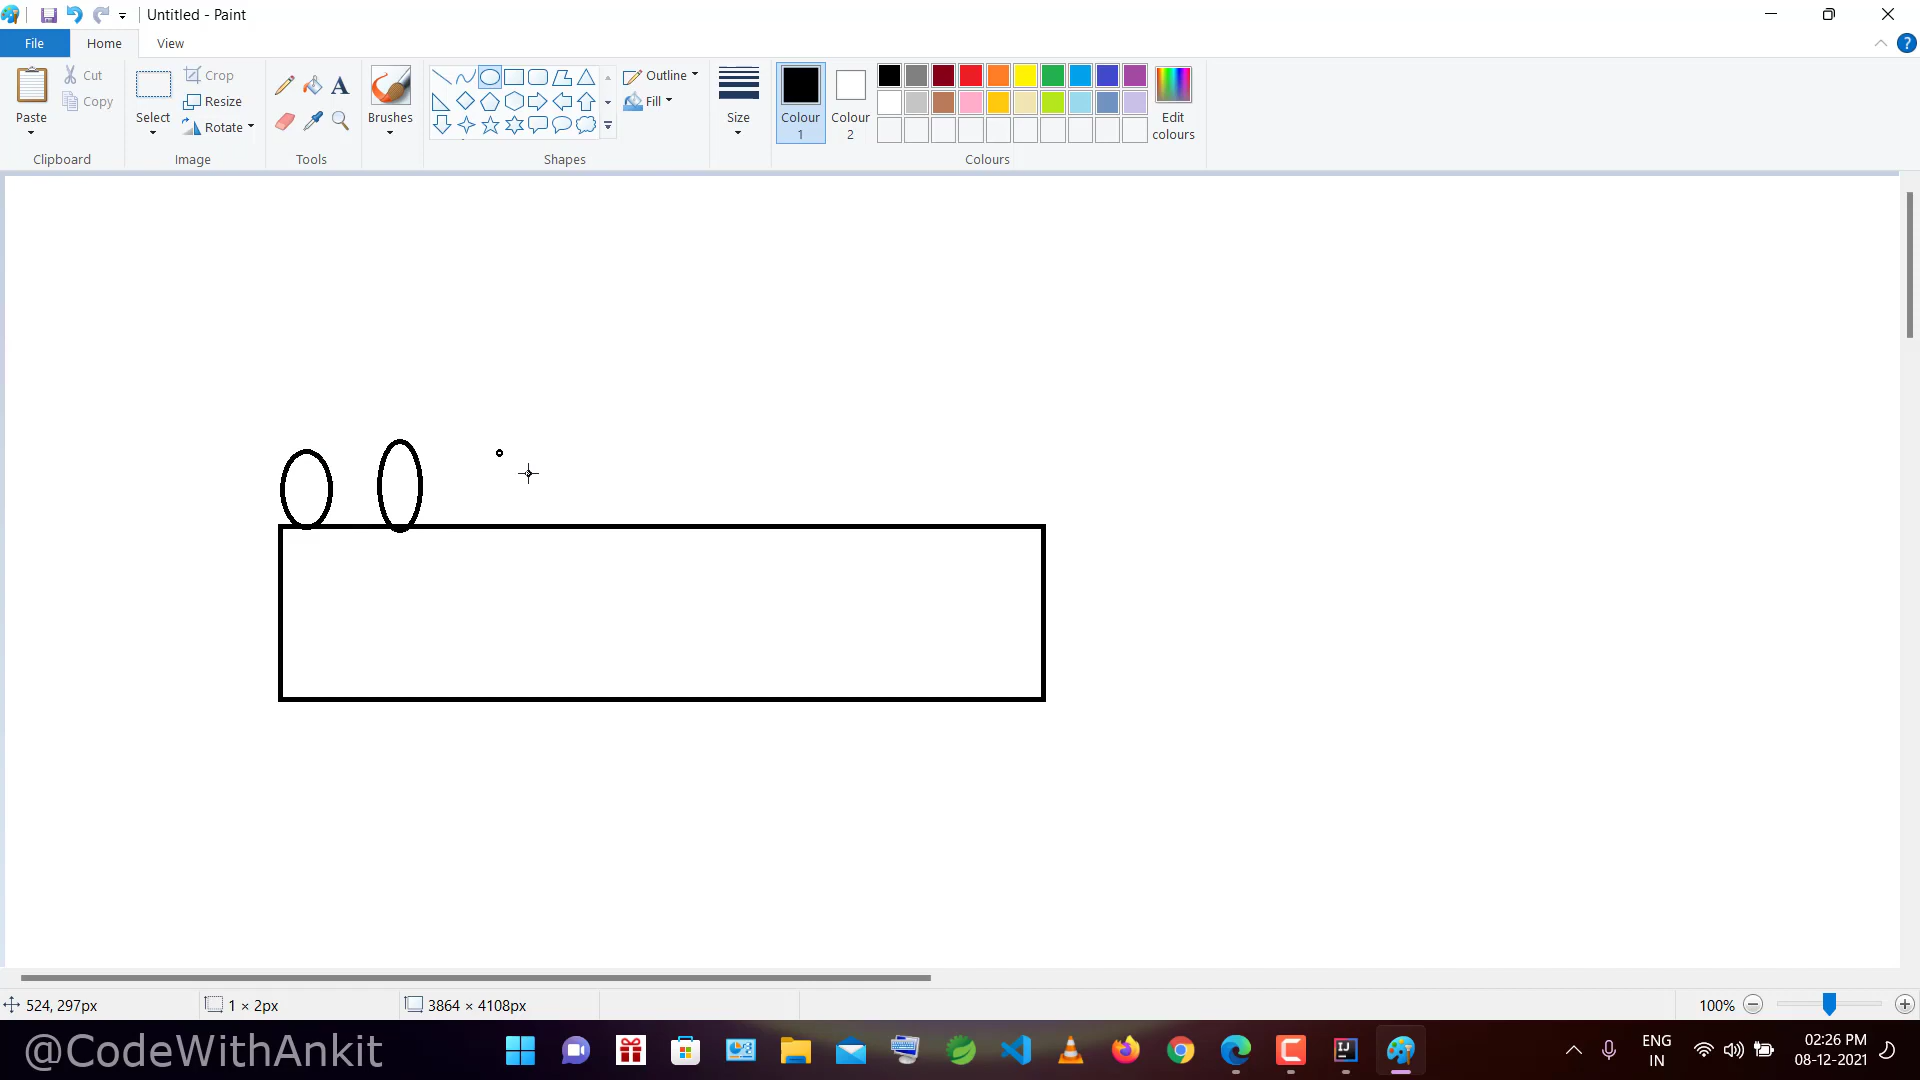 Untitled - Paint
File Home View
Paste
Cut
Copy
Clipboard
Select
Crop
Resize
Rotate
Image
A
Tools
Brushes
Shapes
Outline
Fill
Size
Colour 1
Colour 2
Edit colours
Colours
524, 297px
1 × 2px
3864 × 4108px
100%
@CodeWithAnkit
ENG
IN
02:26 PM
08-12-2021